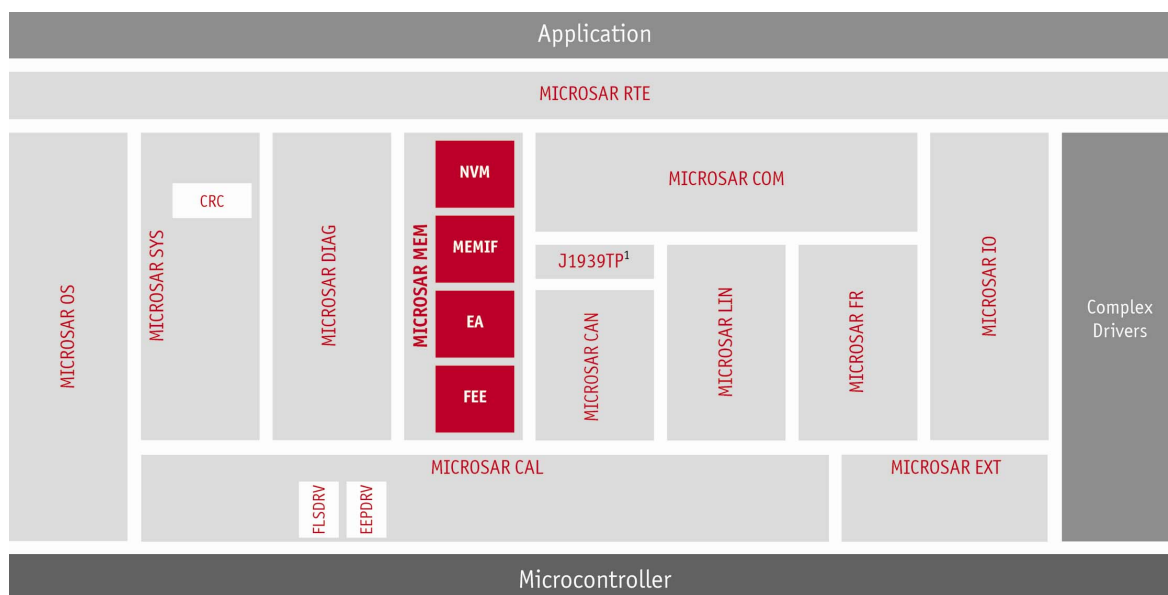 Application
MICROSAR RTE
MICROSAR OS
MICROSAR SYS
CRC
MICROSAR DIAG
MICROSAR MEM
NVM
MEMIF
EA
FEE
MICROSAR COM
J1939TP¹
MICROSAR CAN
MICROSAR LIN
MICROSAR FR
MICROSAR IO
Complex
Drivers
MICROSAR CAL
FLSDRV
EEPDRV
MICROSAR EXT
Microcontroller